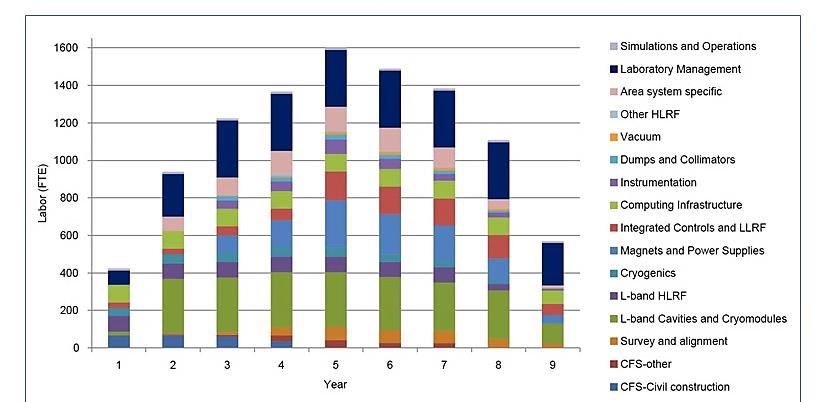 1600
1400
1200
1000
800
600
400
200
0
Labor (FTE)
1 2 3 4 5 6 7 8 9
Year
Simulations and Operations
Laboratory Management
Area system specific
Other HLRF
Vacuum
Dumps and Collimators
Instrumentation
Computing Infrastructure
Integrated Controls and LLRF
Magnets and Power Supplies
Cryogenics
L-band HLRF
L-band Cavities and Cryomodules
Survey and alignment
CFS-other
CFS-Civil construction